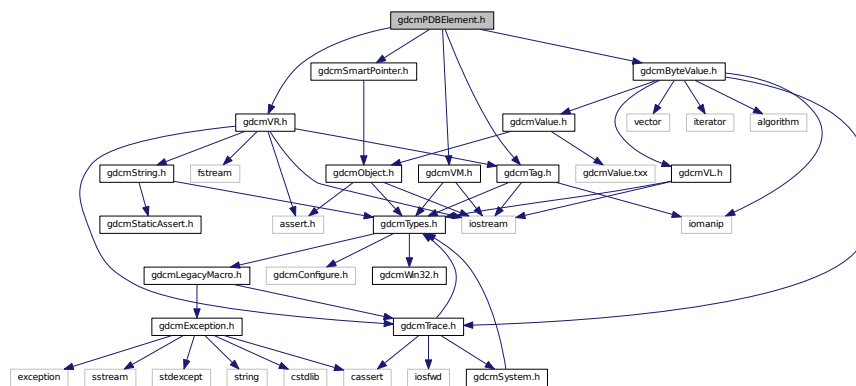 gdcmPDBElement.h
gdcmSmartPointer.h
gdcmByteValue.h
gdcmVR.h
gdcmValue.h
vector
iterator
algorithm
gdcmString.h
fstream
gdcmObject.h
gdcmVM.h
gdcmTag.h
gdcmValue.txx
gdcmVL.h
gdcmStaticAssert.h
assert.h
gdcmTypes.h
iostream
iomanip
gdcmLegacyMacro.h
gdcmConfigure.h
gdcmWin32.h
gdcmException.h
gdcmTrace.h
exception
sstream
stdexcept
string
cstdlib
cassert
iosfwd
gdcmSystem.h